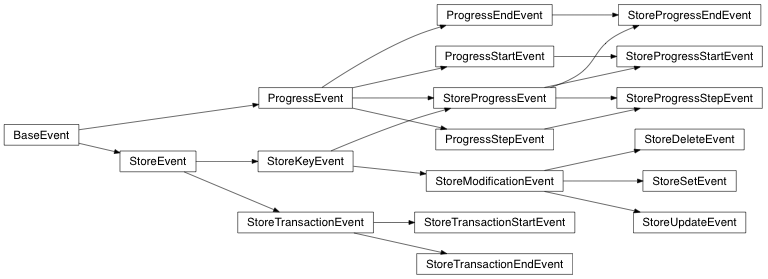 ProgressEndEvent
StoreProgressEndEvent
ProgressStartEvent
StoreProgressStartEvent
ProgressEvent
StoreProgressEvent
StoreProgressStepEvent
BaseEvent
ProgressStepEvent
StoreDeleteEvent
StoreEvent
StoreKeyEvent
StoreModificationEvent
StoreSetEvent
StoreTransactionEvent
StoreTransactionStartEvent
StoreUpdateEvent
StoreTransactionEndEvent